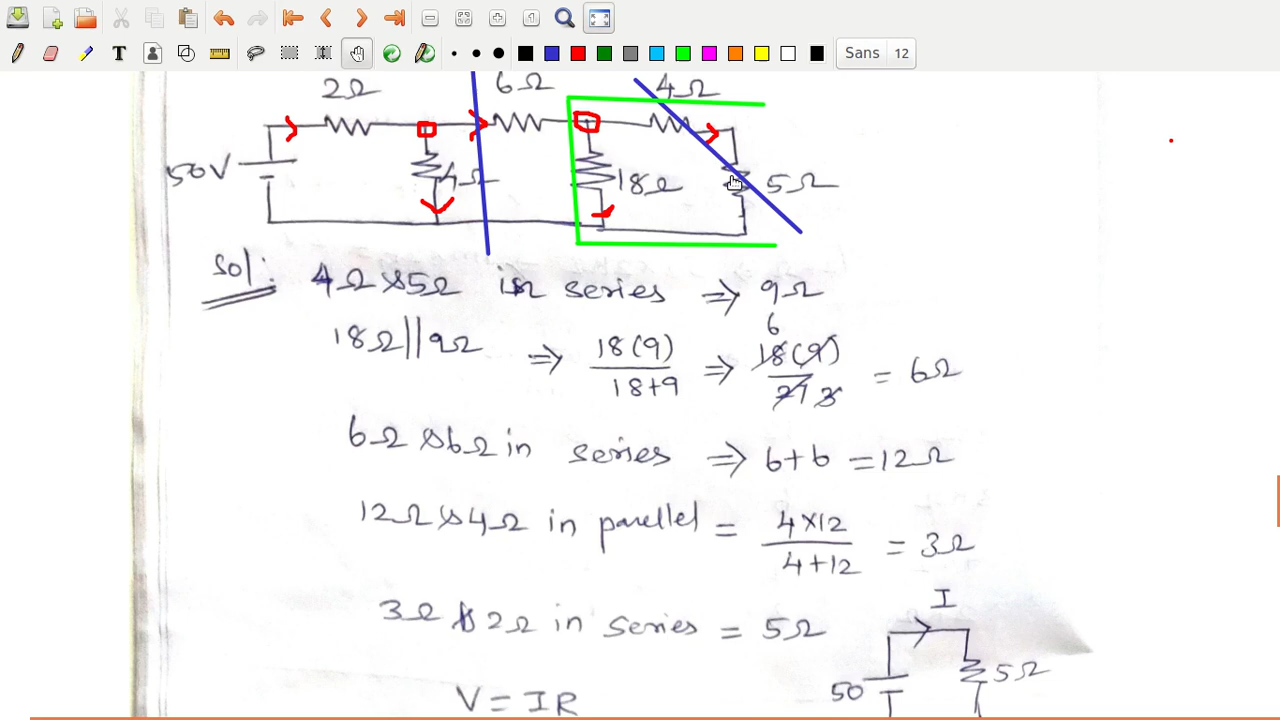 Sans 12
2Ω 6Ω 4Ω
50V 4Ω 18Ω 5Ω
Sol: 4Ω & 5Ω is in series ⇒ 9Ω
18Ω||9Ω ⇒ 18(9)/18+9 ⇒ 18(9)/27 6 3 = 6Ω
6Ω & 6Ω in series ⇒ 6+6 = 12Ω
12Ω & 4Ω in parellel = 4×12/4+12 = 3Ω
3Ω & 2Ω in series = 5Ω
I
50 5Ω
V = IR